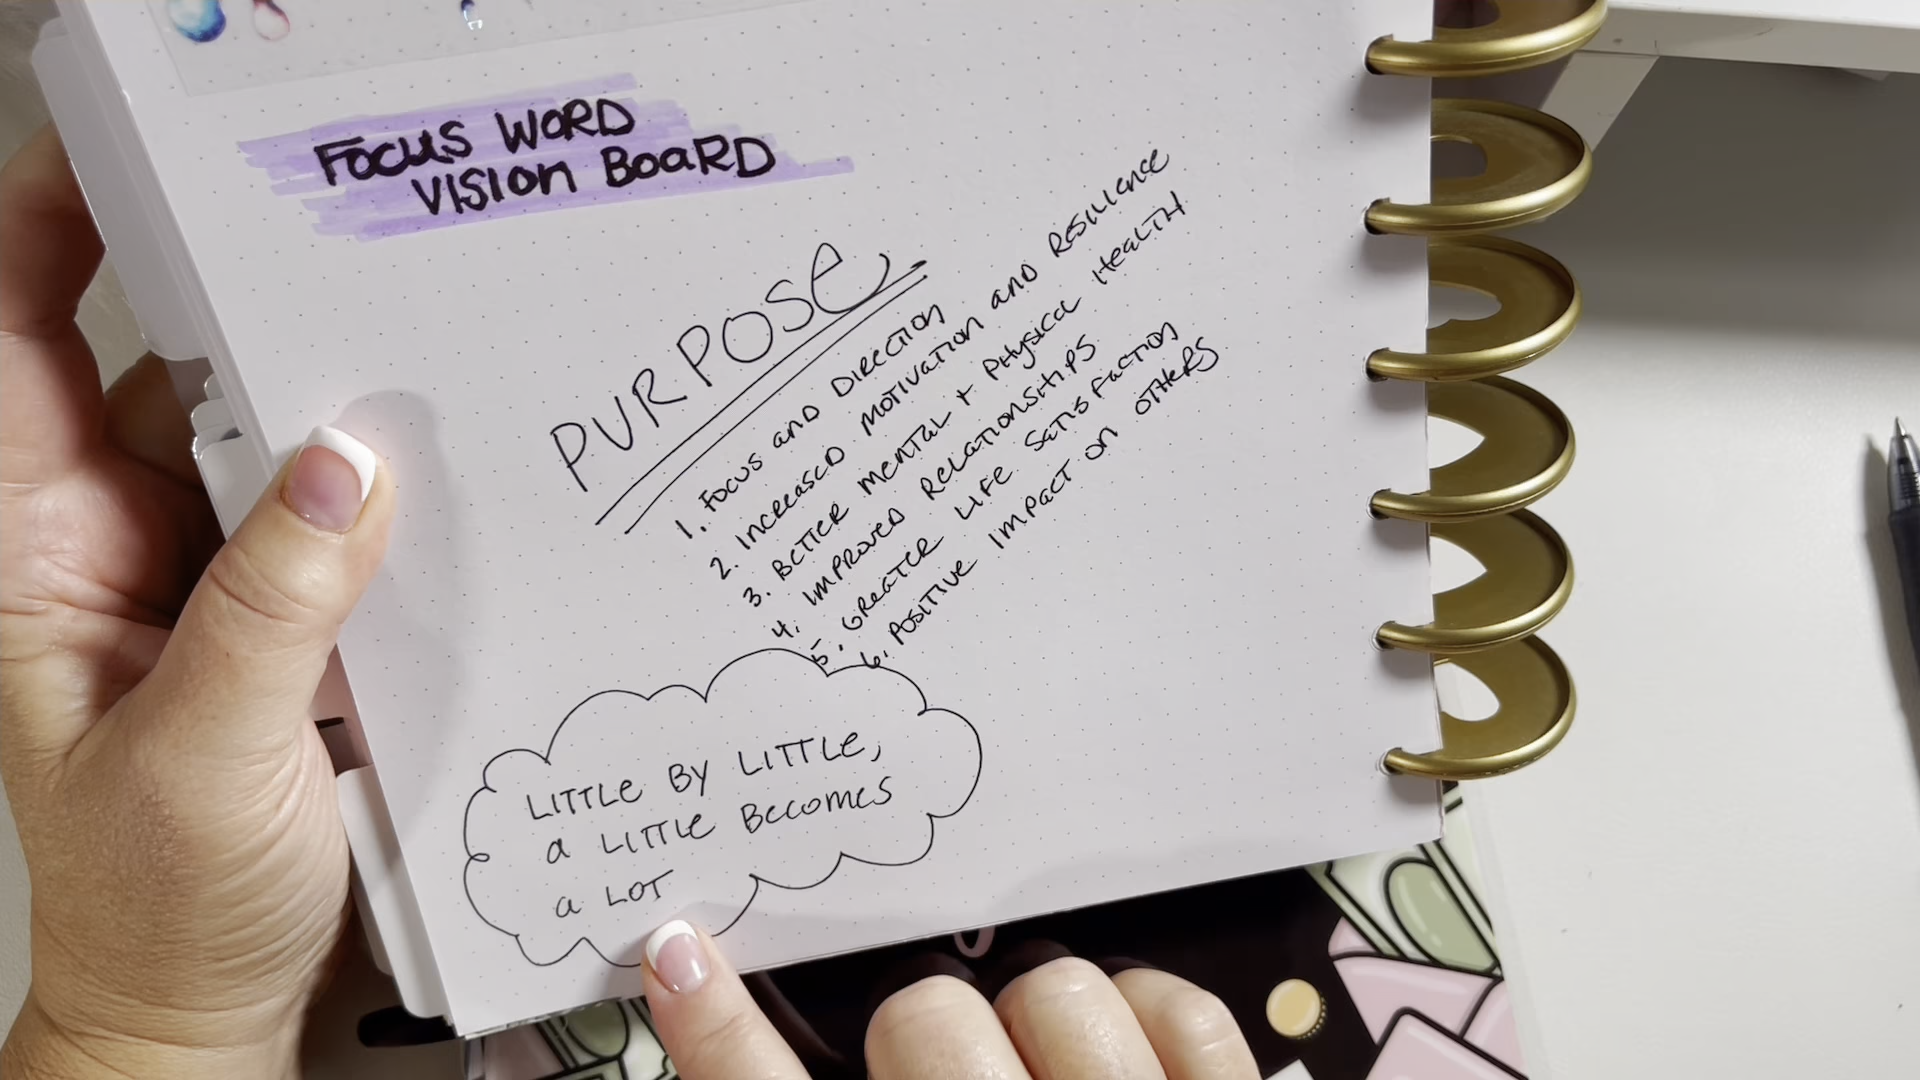 FOCUS WORD
VISION BOARD
PURPOSE
1. FOCUS and DIRECTION
2. INCREASED MOTIVATION and RESILIENCE
3. BETTER MENTAL + PHYSICAL HEALTH
4. IMPROVED RELATIONSHIPS
5. GREATER LIFE SATISFACTION
6. POSITIVE IMPACT ON OTHERS
LITTLE BY LITTLE,
a LITTLE BECOMES
a LOT